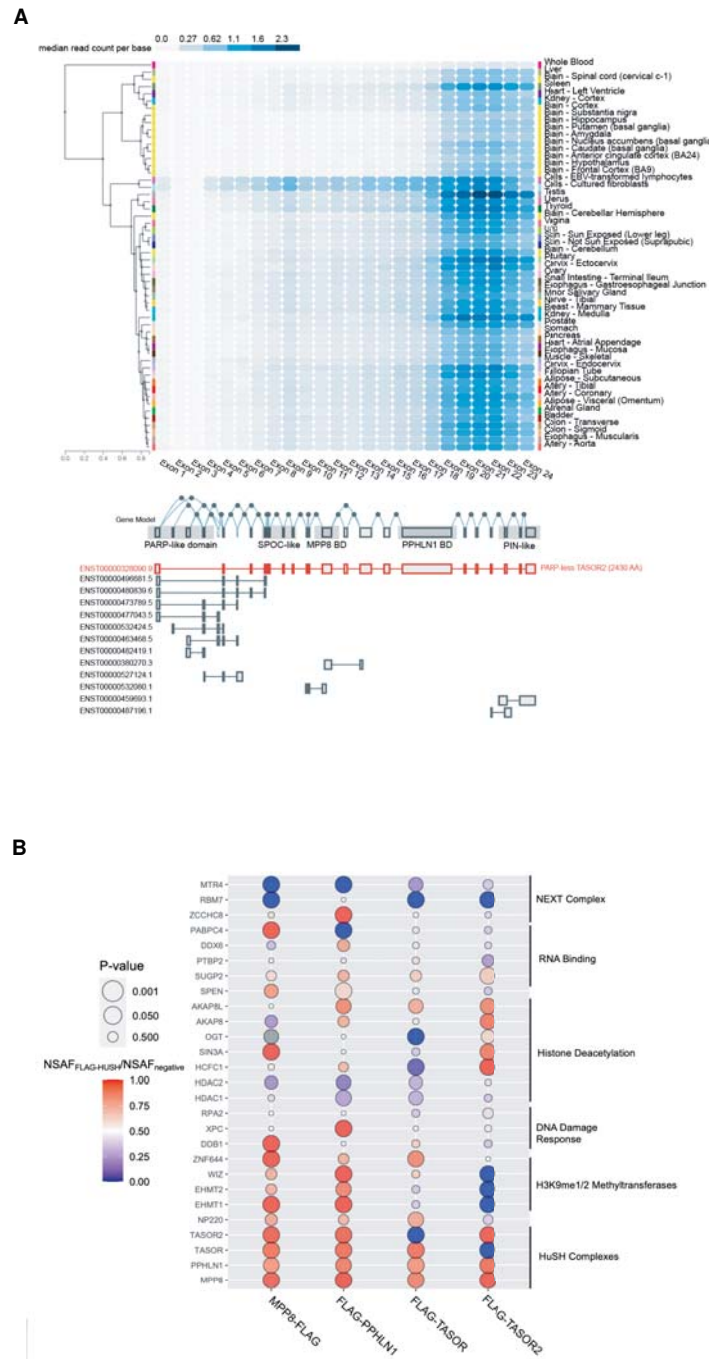 A
median read count per base
0.0 0.27 0.62 1.1 1.6 2.3
Whole Blood
Liver
Brain - Spinal cord (cervical c-1)
Spleen
Heart - Left Ventricle
Kidney - Cortex
Brain - Cortex
Brain - Substantia nigra
Brain - Hippocampus
Brain - Putamen (basal ganglia)
Brain - Amygdala
Brain - Nucleus accumbens (basal ganglia)
Brain - Caudate (basal ganglia)
Brain - Anterior cingulate cortex (BA24)
Brain - Hypothalamus
Brain - Frontal Cortex (BA9)
Cells - EBV-transformed lymphocytes
Cells - Cultured fibroblasts
Testis
Uterus
Thyroid
Brain - Cerebellar Hemisphere
Vagina
Skin - Sun Exposed (Lower leg)
Skin - Not Sun Exposed (Suprapubic)
Brain - Cerebellum
Pituitary
Cervix - Ectocervix
Ovary
Small Intestine - Terminal Ileum
Esophagus - Gastroesophageal Junction
Minor Salivary Gland
Nerve - Tibial
Breast - Mammary Tissue
Kidney - Medulla
Prostate
Stomach
Pancreas
Heart - Atrial Appendage
Esophagus - Mucosa
Muscle - Skeletal
Cervix - Endocervix
Fallopian Tube
Adipose - Subcutaneous
Artery - Tibial
Artery - Coronary
Adipose - Visceral (Omentum)
Adrenal Gland
Bladder
Colon - Transverse
Colon - Sigmoid
Esophagus - Muscularis
Artery - Aorta
0.0 0.2 0.4 0.6 0.8
Exon 1 Exon 2 Exon 3 Exon 4 Exon 5 Exon 6 Exon 7 Exon 8 Exon 9 Exon 10 Exon 11 Exon 12 Exon 13 Exon 14 Exon 15 Exon 16 Exon 17 Exon 18 Exon 19 Exon 20 Exon 21 Exon 22 Exon 23 Exon 24
Gene Model
PARP-like domain SPOC-like MPP8 BD PPHLN1 BD PIN-like
ENST00000328090.9 PARP-less TASOR2 (2430 AA)
ENST00000496681.5
ENST00000480839.6
ENST00000473789.5
ENST00000477043.5
ENST00000532424.5
ENST00000463468.5
ENST00000482419.1
ENST00000380270.3
ENST00000527124.1
ENST00000532080.1
ENST00000459693.1
ENST00000487196.1
B
P-value
0.001
0.050
0.500
NSAF FLAG-HUSH/NSAF negative
1.00
0.75
0.50
0.25
0.00
MTR4
RBM7
ZCCHC8
PABPC4
DDX6
PTBP2
SUGP2
SPEN
AKAP8L
AKAP8
OGT
SIN3A
HCFC1
HDAC2
HDAC1
RPA2
XPC
DDB1
ZNF644
WIZ
EHMT2
EHMT1
NP220
TASOR2
TASOR
PPHLN1
MPP8
NEXT Complex
RNA Binding
Histone Deacetylation
DNA Damage
Response
H3K9me1/2 Methyltransferases
HuSH Complexes
MPP8-FLAG
FLAG-PPHLN1
FLAG-TASOR
FLAG-TASOR2